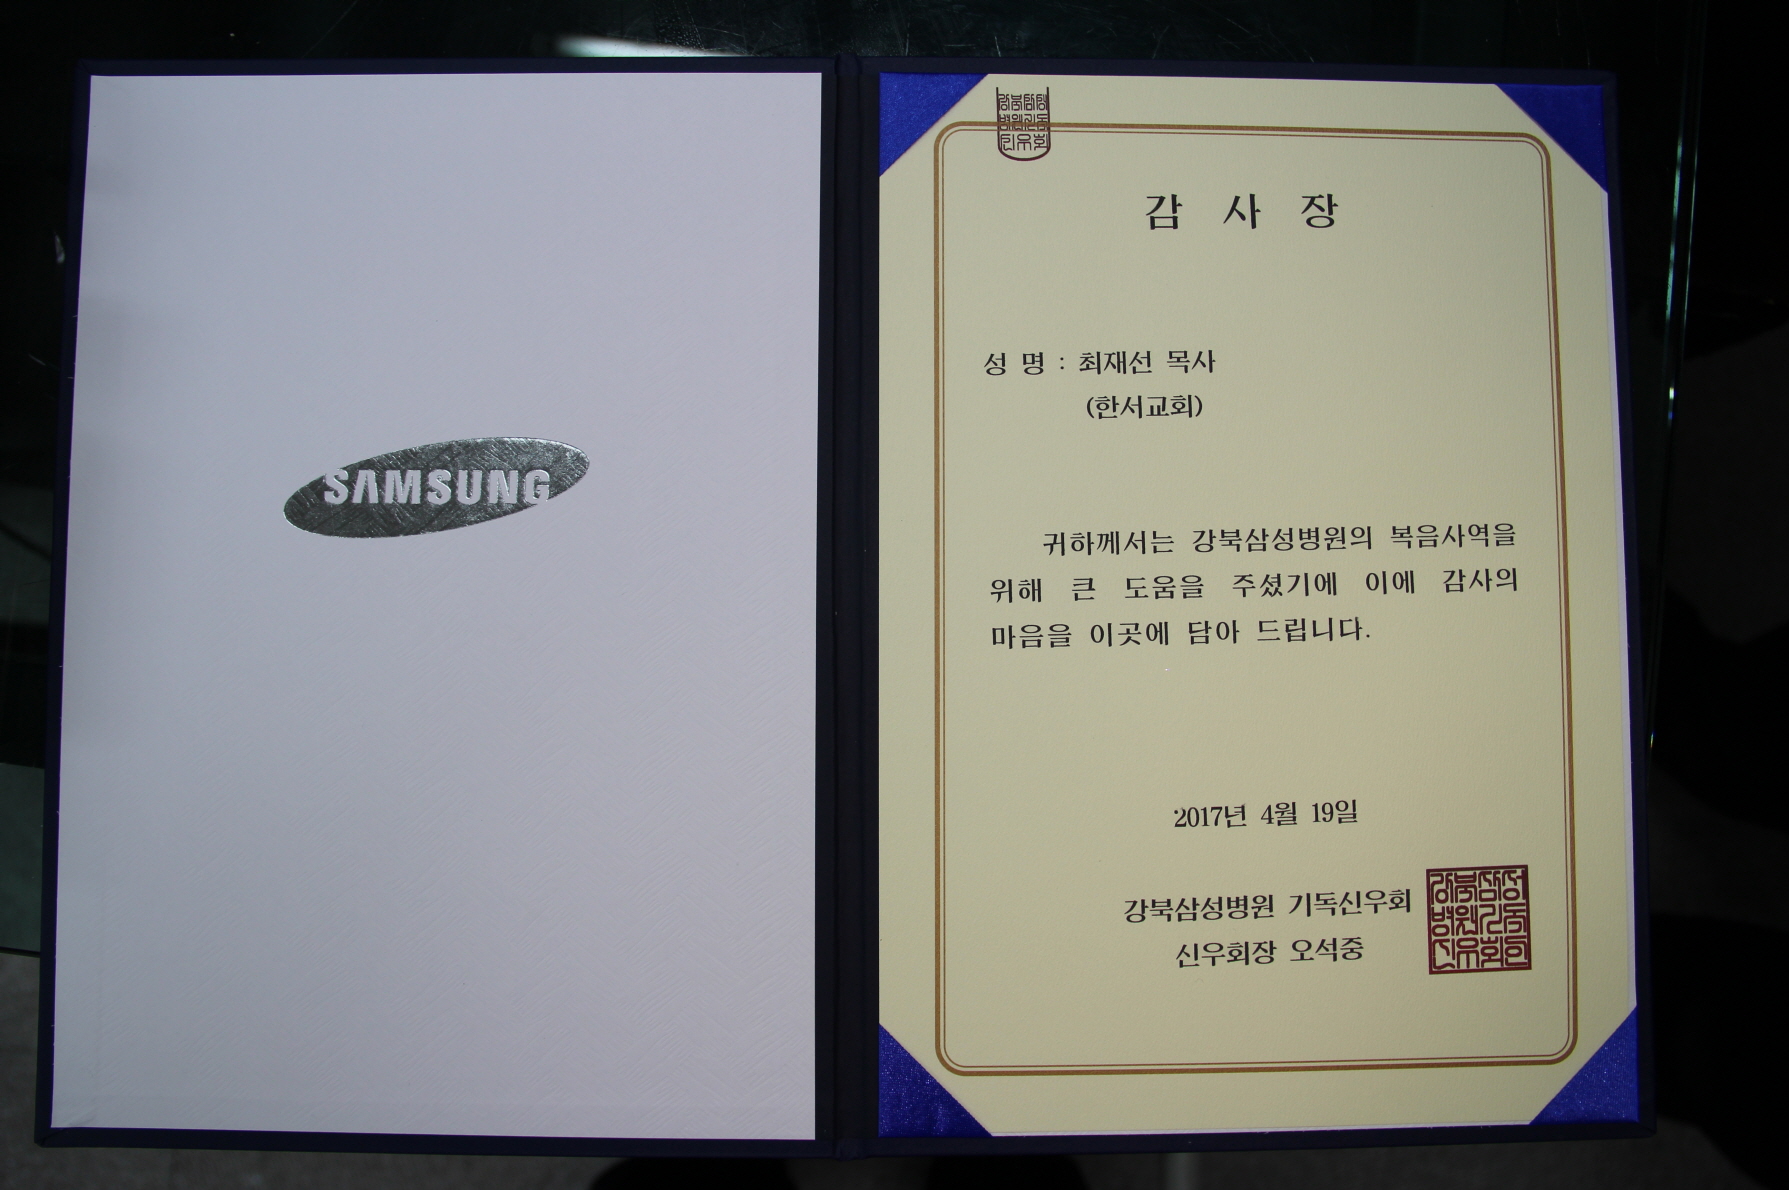 SAMSUNG
감 사 장
성 명 : 최재선 목사
(한서교회)
귀하께서는 강북삼성병원의 복음사역을
위해 큰 도움을 주셨기에 이에 감사의
마음을 이곳에 담아 드립니다.
2017년 4월 19일
강북삼성병원 기독신우회
신우회장 오석중